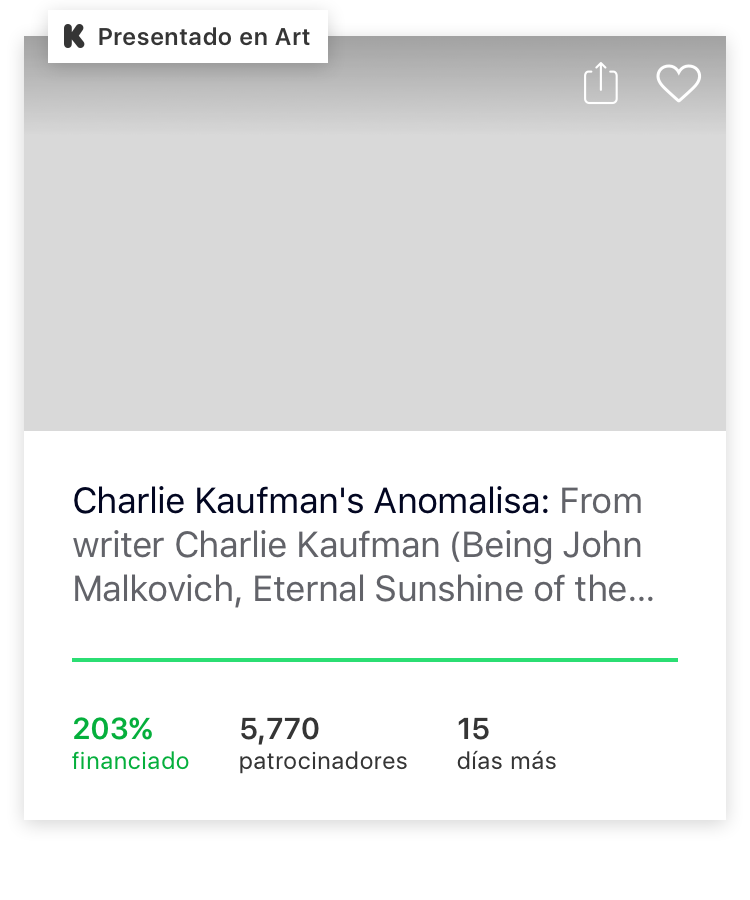 Presentado en Art
Charlie Kaufman's Anomalisa: From
writer Charlie Kaufman (Being John
Malkovich, Eternal Sunshine of the...
203% 5,770 15
financiado patrocinadores días más